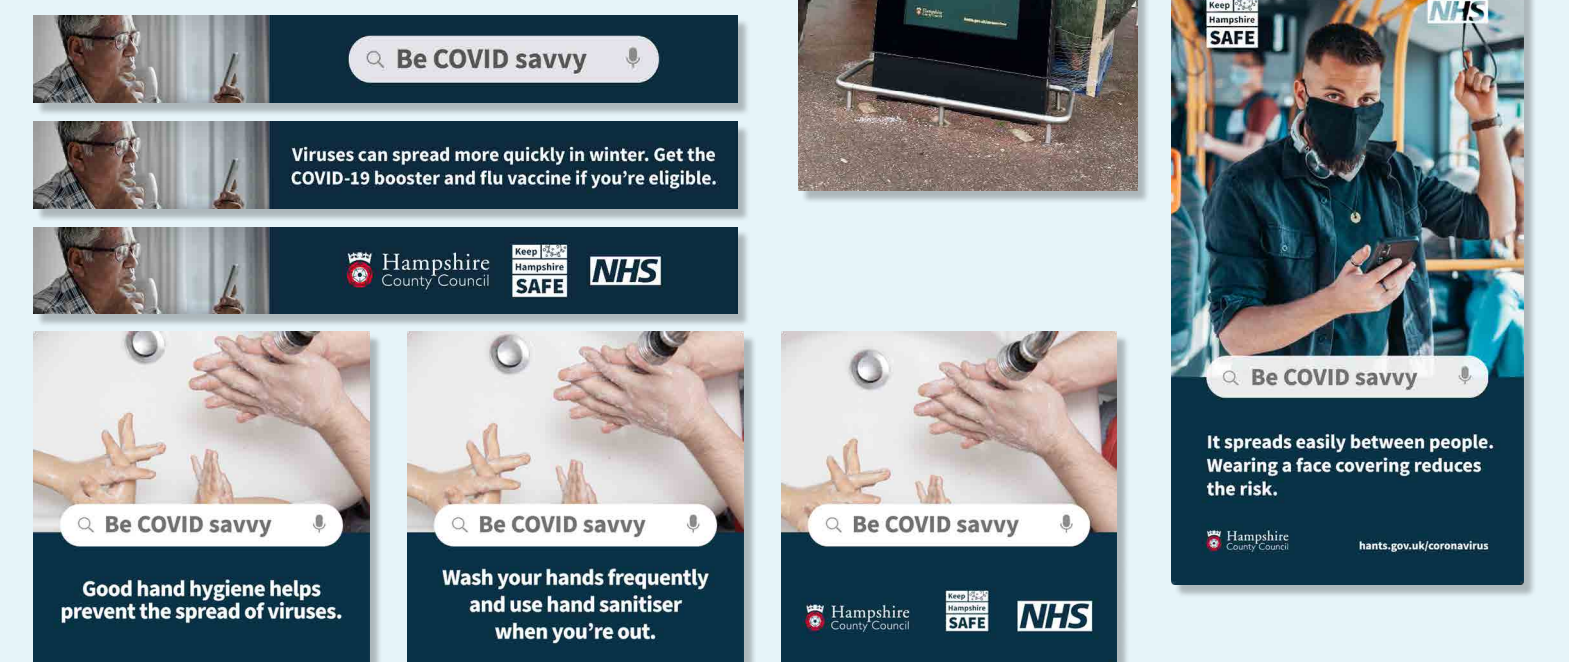 Be COVID savvy
Viruses can spread more quickly in winter. Get the
COVID-19 booster and flu vaccine if you're eligible.
Hampshire
County Council
Keep
Hampshire
SAFE
NHS
Hampshire
County Council
Keep
Hampshire
SAFE
NHS
Be COVID savvy
It spreads easily between people.
Wearing a face covering reduces
the risk.
Hampshire
County Council
hants.gov.uk/coronavirus
Be COVID savvy
Good hand hygiene helps
prevent the spread of viruses.
Be COVID savvy
Wash your hands frequently
and use hand sanitiser
when you're out.
Be COVID savvy
Hampshire
County Council
Keep
Hampshire
SAFE
NHS